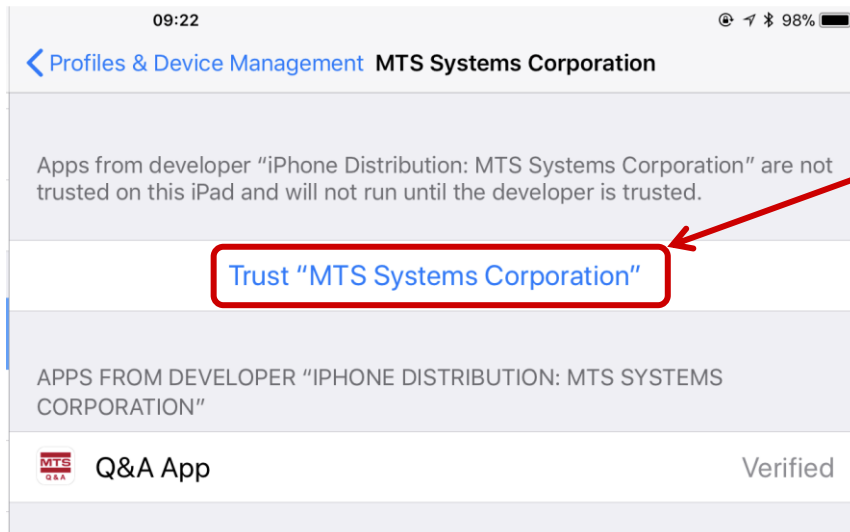 09:22
98%
Profiles & Device Management MTS Systems Corporation
Apps from developer “iPhone Distribution: MTS Systems Corporation” are not
trusted on this iPad and will not run until the developer is trusted.
Trust “MTS Systems Corporation”
APPS FROM DEVELOPER “IPHONE DISTRIBUTION: MTS SYSTEMS
CORPORATION”
MTS
Q&A
Q&A App
Verified